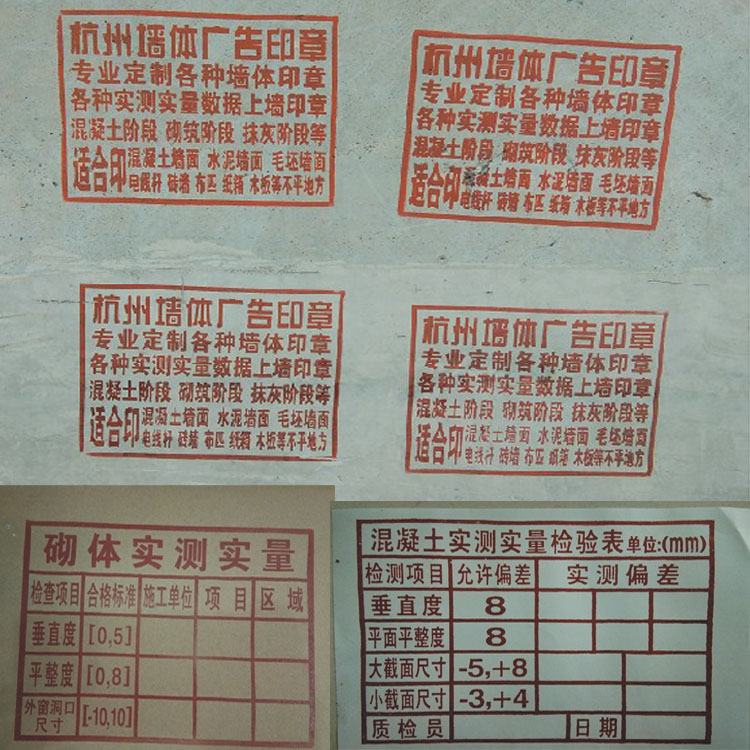 杭州墙体广告印章
专业定制各种墙体印章
各种实测实量数据上墙印章
混凝土阶段 砌筑阶段 抹灰阶段等
适合印 混凝土墙面 水泥墙面 毛坯墙面
电线杆 砖墙 布匹 纸箱 木板等不平地方
杭州墙体广告印章
专业定制各种墙体印章
各种实测实量数据上墙印章
混凝土阶段 砌筑阶段 抹灰阶段等
适合印 混凝土墙面 水泥墙面 毛坯墙面
电线杆 砖墙 布匹 纸箱 木板等不平地方
杭州墙体广告印章
专业定制各种墙体印章
各种实测实量数据上墙印章
混凝土阶段 砌筑阶段 抹灰阶段等
适合印 混凝土墙面 水泥墙面 毛坯墙面
电线杆 砖墙 布匹 纸箱 木板等不平地方
杭州墙体广告印章
专业定制各种墙体印章
各种实测实量数据上墙印章
混凝土阶段 砌筑阶段 抹灰阶段等
适合印 混凝土墙面 水泥墙面 毛坯墙面
电线杆 砖墙 布匹 纸箱 木板等不平地方
砌体实测实量
检查项目 合格标准 施工单位 项目 区域
垂直度 [0,5]
平整度 [0,8]
外窗洞口尺寸 [-10,10]
混凝土实测实量检验表 单位:(mm)
检测项目 允许偏差 实测偏差
垂直度 8
平面平整度 8
大截面尺寸 -5,+8
小截面尺寸 -3,+4
质检员 日期